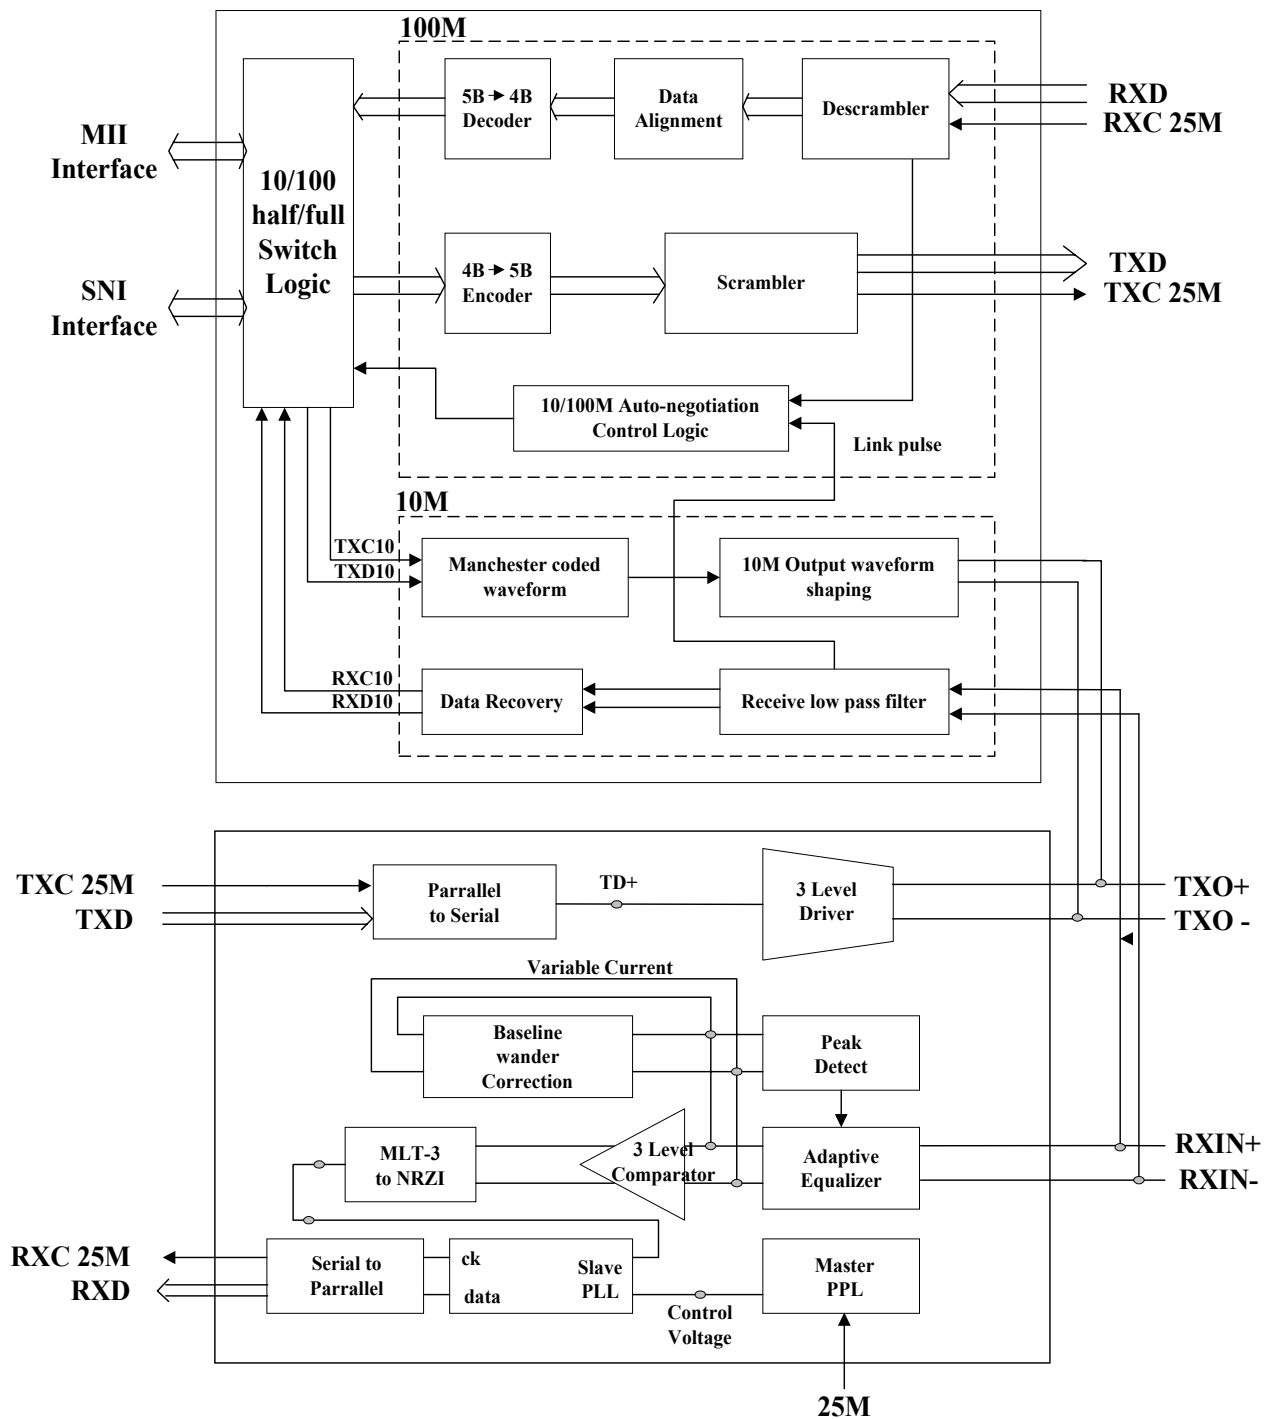 100M
MII
Interface
SNI
Interface
10/100
half/full
Switch
Logic
5B → 4B
Decoder
Data
Alignment
Descrambler
RXD
RXC 25M
4B → 5B
Encoder
Scrambler
TXD
TXC 25M
10/100M Auto-negotiation
Control Logic
Link pulse
10M
TXC10
TXD10
Manchester coded
waveform
10M Output waveform
shaping
RXC10
RXD10
Data Recovery
Receive low pass filter
TXC 25M
TXD
Parrallel
to Serial
TD+
3 Level
Driver
TXO+
TXO -
Variable Current
Baseline
wander
Correction
Peak
Detect
MLT-3
to NRZI
3 Level
Comparator
Adaptive
Equalizer
RXIN+
RXIN-
RXC 25M
RXD
Serial to
Parrallel
ck
data
Slave
PLL
Control
Voltage
Master
PPL
25M